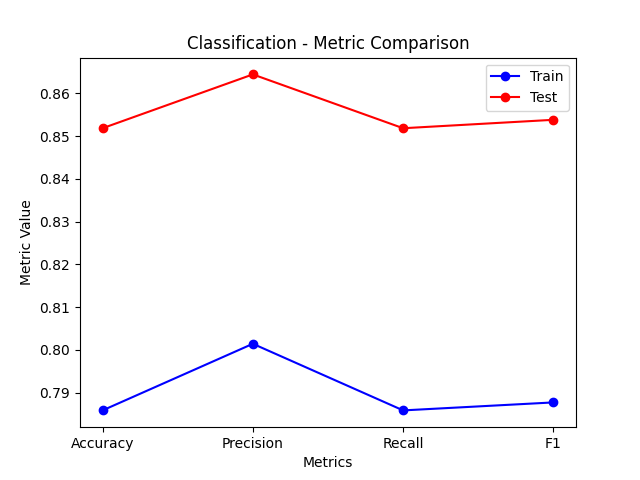 Classification - Metric Comparison
Train
Test
Metric Value
0.86
0.85
0.84
0.83
0.82
0.81
0.80
0.79
Accuracy Precision Recall F1
Metrics